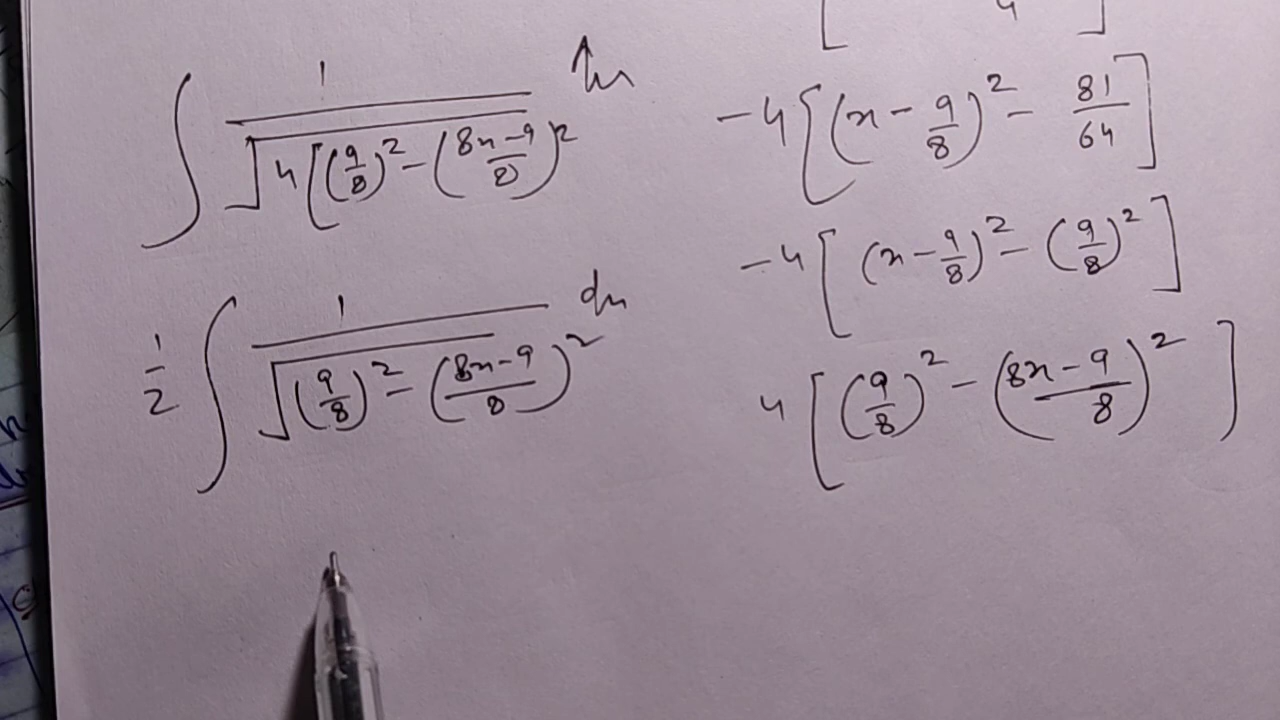 ∫ 1/√(4[(9/8)² − ((8x−9)/8)²) dx
1/2 ∫ 1/√((9/8)² − ((8x−9)/8)²) dx
4 ]
−4[(x − 9/8)² − 81/64]
−4[(x − 9/8)² − (9/8)²]
4[(9/8)² − ((8x − 9)/8)²]